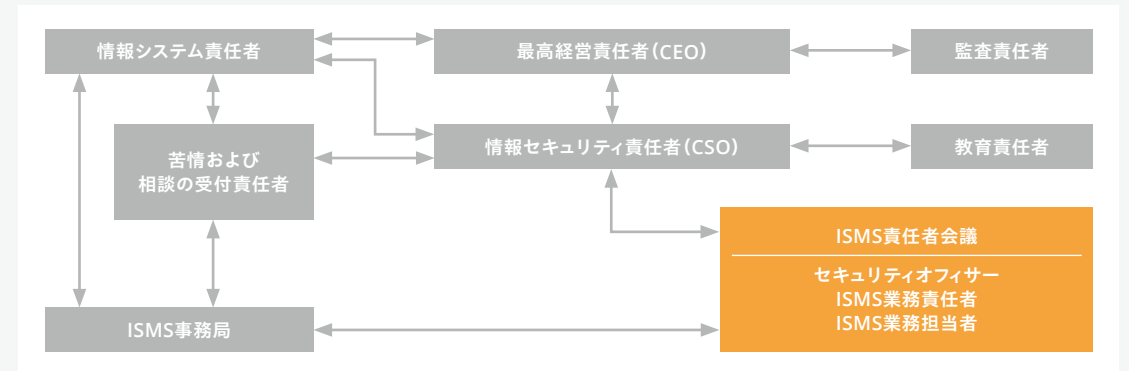 情報システム責任者
最高経営責任者（CEO）
監査責任者
苦情および
相談の受付責任者
情報セキュリティ責任者（CSO）
教育責任者
ISMS責任者会議
セキュリティオフィサー
ISMS業務責任者
ISMS業務担当者
ISMS事務局